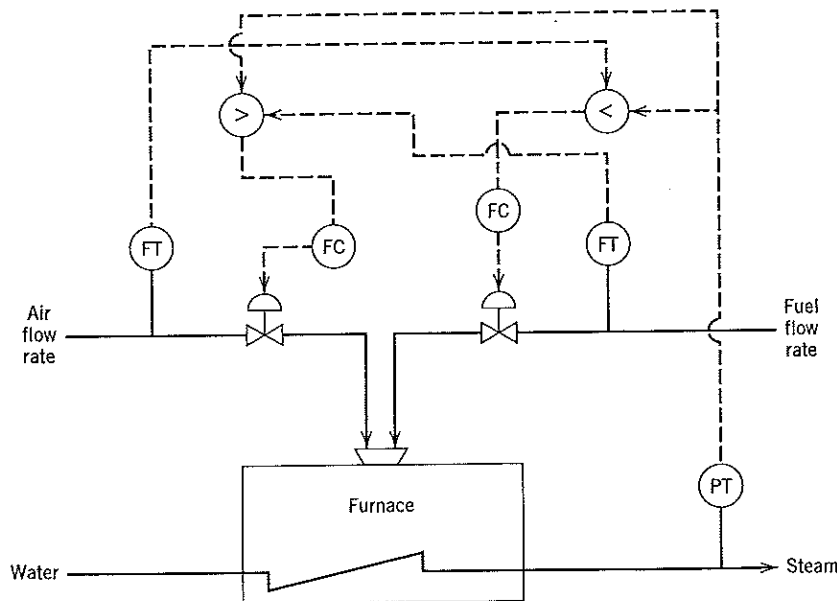 >
<
FC
FT
FC
FT
Air
flow
rate
Fuel
flow
rate
PT
Furnace
Water
Steam